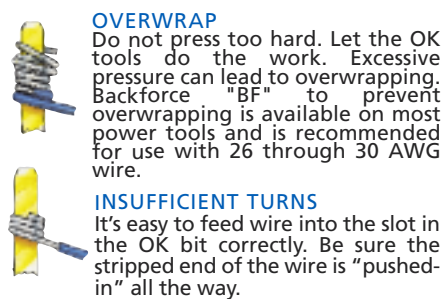 OVERWRAP
Do not press too hard. Let the OK
tools do the work. Excessive
pressure can lead to overwrapping.
Backforce "BF" to prevent
overwrapping is available on most
power tools and is recommended
for use with 26 through 30 AWG
wire.
INSUFFICIENT TURNS
It's easy to feed wire into the slot in
the OK bit correctly. Be sure the
stripped end of the wire is “pushed-
in” all the way.